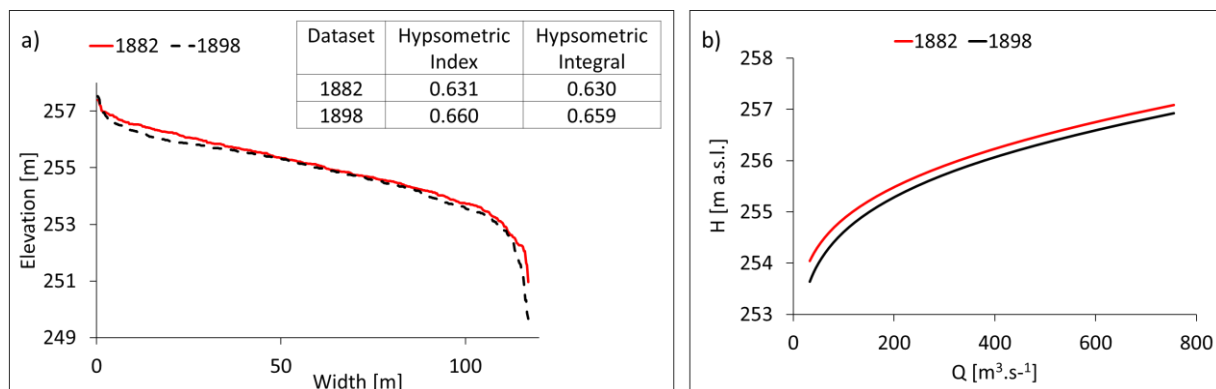 a)
1882
1898
Dataset Hypsometric Index Hypsometric Integral
1882 0.631 0.630
1898 0.660 0.659
Elevation [m]
257
255
253
251
249
0 50 100
Width [m]
b)
1882
1898
H [m a.s.l.]
258
257
256
255
254
253
0 200 400 600 800
Q [m³.s⁻¹]